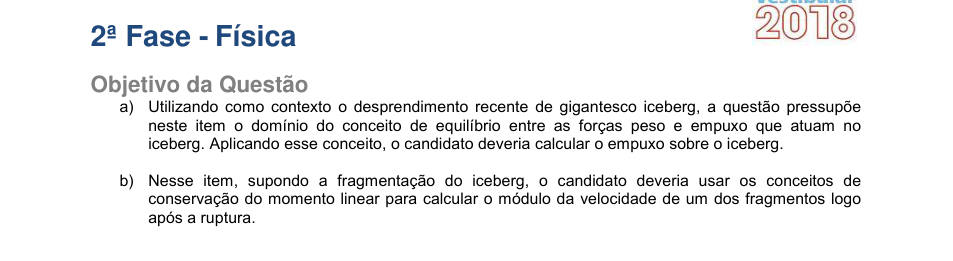 Vestibular
2018
2ª Fase - Física
Objetivo da Questão
a) Utilizando como contexto o desprendimento recente de gigantesco iceberg, a questão pressupõe
neste item o domínio do conceito de equilíbrio entre as forças peso e empuxo que atuam no
iceberg. Aplicando esse conceito, o candidato deveria calcular o empuxo sobre o iceberg.
b) Nesse item, supondo a fragmentação do iceberg, o candidato deveria usar os conceitos de
conservação do momento linear para calcular o módulo da velocidade de um dos fragmentos logo
após a ruptura.